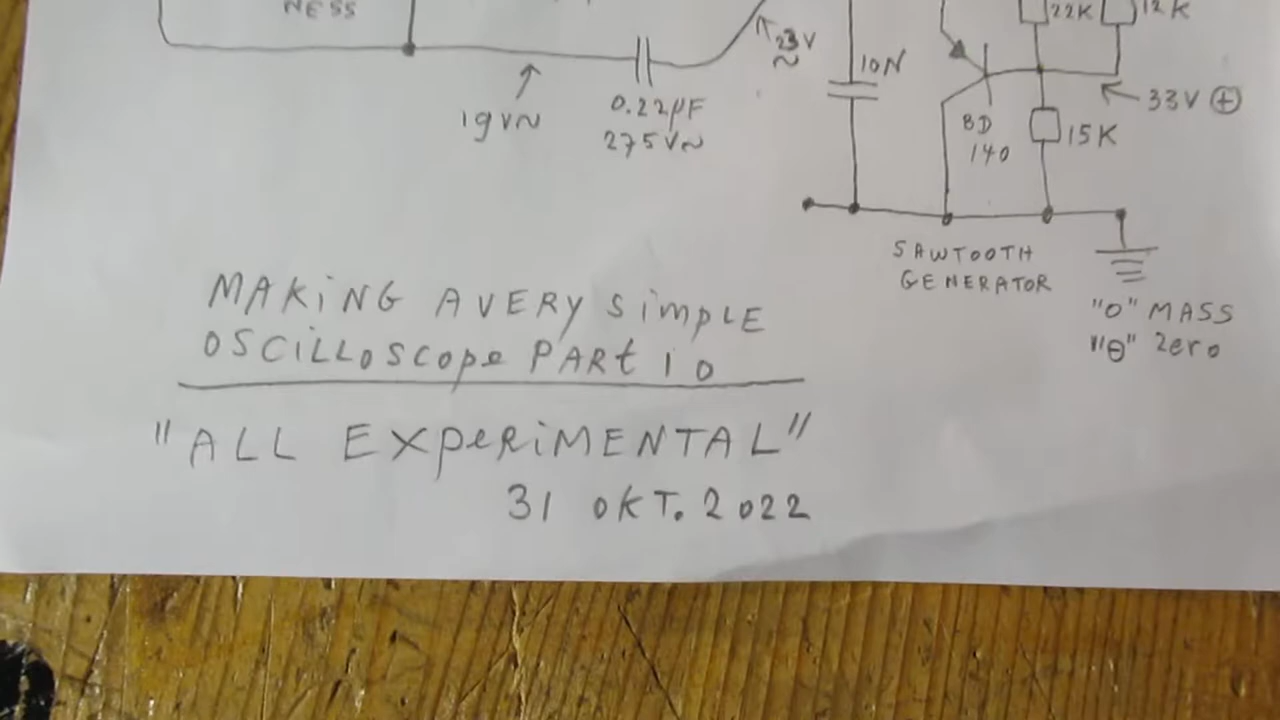 NESS
22K
12K
23V
~
10N
19V~
0.22µF
275V~
33V ⊕
BD
140
15K
SAWTOOTH
GENERATOR
"0" MASS
"⊖" Zero
MAKiNG A VERY SimPLE
OSCiLLOSCOPe PARt 10
"ALL EXPeRiMENTAL"
31 OKT. 2022